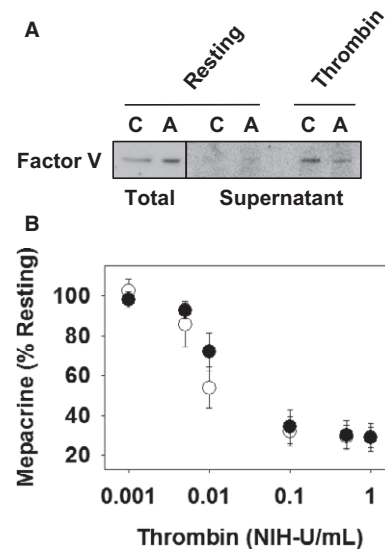 A
Resting
Thrombin
C A C A C A
Factor V
Total Supernatant
B
Mepacrine (% Resting)
100
80
60
40
20
0.001 0.01 0.1 1
Thrombin (NIH-U/mL)